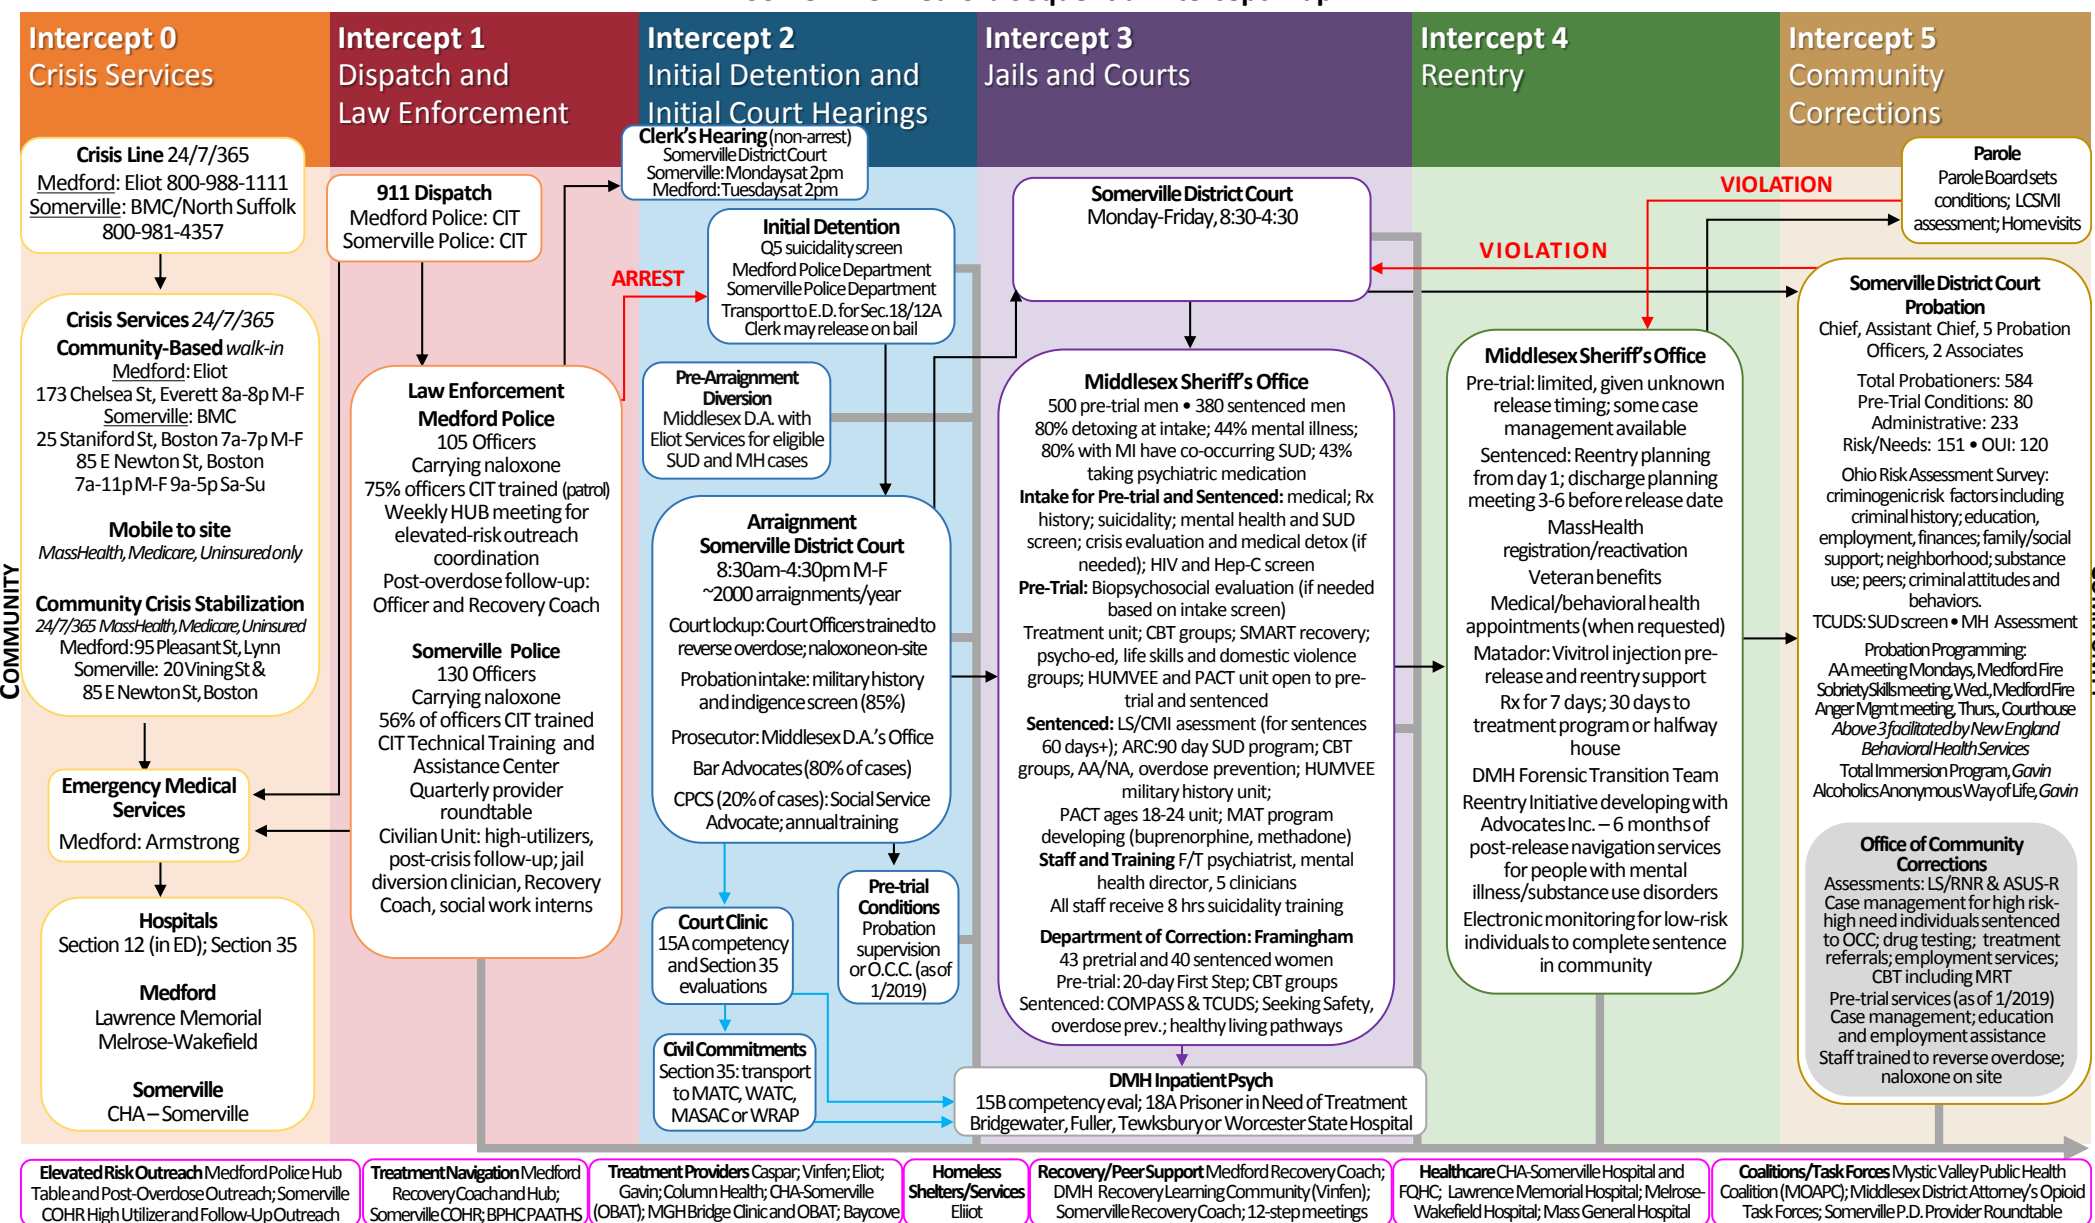 Intercept 0
Crisis Services
Intercept 1
Dispatch and
Law Enforcement
Intercept 2
Initial Detention and
Initial Court Hearings
Intercept 3
Jails and Courts
Intercept 4
Reentry
Intercept 5
Community
Corrections
COMMUNITY
Crisis Line 24/7/365
Medford: Eliot 800-988-1111
Somerville: BMC/North Suffolk
800-981-4357
Crisis Services 24/7/365
Community-Based walk-in
Medford: Eliot
173 Chelsea St, Everett 8a-8p M-F
Somerville: BMC
25 Staniford St, Boston 7a-7p M-F
85 E Newton St, Boston
7a-11p M-F 9a-5p Sa-Su
Mobile to site
MassHealth, Medicare, Uninsured only
Community Crisis Stabilization
24/7/365 MassHealth, Medicare, Uninsured
Medford: 95 Pleasant St, Lynn
Somerville: 20 Vining St &
85 E Newton St, Boston
Emergency Medical
Services
Medford: Armstrong
Hospitals
Section 12 (in ED); Section 35
Medford
Lawrence Memorial
Melrose-Wakefield
Somerville
CHA – Somerville
911 Dispatch
Medford Police: CIT
Somerville Police: CIT
Law Enforcement
Medford Police
105 Officers
Carrying naloxone
75% officers CIT trained (patrol)
Weekly HUB meeting for
elevated-risk outreach
coordination
Post-overdose follow-up:
Officer and Recovery Coach
Somerville Police
130 Officers
Carrying naloxone
56% of officers CIT trained
CIT Technical Training and
Assistance Center
Quarterly provider
roundtable
Civilian Unit: high-utilizers,
post-crisis follow-up; jail
diversion clinician, Recovery
Coach, social work interns
ARREST
Clerk's Hearing (non-arrest)
Somerville District Court
Somerville: Mondays at 2pm
Medford: Tuesdays at 2pm
Initial Detention
Q5 suicidality screen
Medford Police Department
Somerville Police Department
Transport to E.D. for Sec.18/12A
Clerk may release on bail
Pre-Arraignment
Diversion
Middlesex D.A. with
Eliot Services for eligible
SUD and MH cases
Arraignment
Somerville District Court
8:30am-4:30pm M-F
~2000 arraignments/year
Court lockup: Court Officers trained to
reverse overdose; naloxone on-site
Probation intake: military history
and indigence screen (85%)
Prosecutor: Middlesex D.A.'s Office
Bar Advocates (80% of cases)
CPCS (20% of cases): Social Service
Advocate; annual training
Court Clinic
15A competency
and Section 35
evaluations
Pre-trial
Conditions
Probation
supervision
or O.C.C. (as of
1/2019)
Civil Commitments
Section 35: transport
to MATC, WATC,
MASAC or WRAP
Somerville District Court
Monday-Friday, 8:30-4:30
Middlesex Sheriff's Office
500 pre-trial men • 380 sentenced men
80% detoxing at intake; 44% mental illness;
80% with MI have co-occurring SUD; 43%
taking psychiatric medication
Intake for Pre-trial and Sentenced: medical; Rx
history; suicidality; mental health and SUD
screen; crisis evaluation and medical detox (if
needed); HIV and Hep-C screen
Pre-Trial: Biopsychosocial evaluation (if needed
based on intake screen)
Treatment unit; CBT groups; SMART recovery;
psycho-ed, life skills and domestic violence
groups; HUMVEE and PACT unit open to pre-
trial and sentenced
Sentenced: LS/CMI asessment (for sentences
60 days+); ARC:90 day SUD program; CBT
groups, AA/NA, overdose prevention; HUMVEE
military history unit;
PACT ages 18-24 unit; MAT program
developing (buprenorphine, methadone)
Staff and Training F/T psychiatrist, mental
health director, 5 clinicians
All staff receive 8 hrs suicidality training
Department of Correction: Framingham
43 pretrial and 40 sentenced women
Pre-trial: 20-day First Step; CBT groups
Sentenced: COMPASS & TCUDS; Seeking Safety,
overdose prev.; healthy living pathways
DMH Inpatient Psych
15B competency eval; 18A Prisoner in Need of Treatment
Bridgewater, Fuller, Tewksbury or Worcester State Hospital
VIOLATION
VIOLATION
Middlesex Sheriff's Office
Pre-trial: limited, given unknown
release timing; some case
management available
Sentenced: Reentry planning
from day 1; discharge planning
meeting 3-6 before release date
MassHealth
registration/reactivation
Veteran benefits
Medical/behavioral health
appointments (when requested)
Matador: Vivitrol injection pre-
release and reentry support
Rx for 7 days; 30 days to
treatment program or halfway
house
DMH Forensic Transition Team
Reentry Initiative developing with
Advocates Inc. – 6 months of
post-release navigation services
for people with mental
illness/substance use disorders
Electronic monitoring for low-risk
individuals to complete sentence
in community
Parole
Parole Board sets
conditions; LCSMI
assessment; Home visits
Somerville District Court
Probation
Chief, Assistant Chief, 5 Probation
Officers, 2 Associates
Total Probationers: 584
Pre-Trial Conditions: 80
Administrative: 233
Risk/Needs: 151 • OUI: 120
Ohio Risk Assessment Survey:
criminogenic risk factors including
criminal history; education,
employment, finances; family/social
support; neighborhood; substance
use; peers; criminal attitudes and
behaviors.
TCUDS: SUD screen • MH Assessment
Probation Programming:
AA meeting Mondays, Medford Fire
Sobriety Skills meeting, Wed., Medford Fire
Anger Mgmt meeting, Thurs., Courthouse
Above 3 facilitated by New England
Behavioral Health Services
Total Immersion Program, Gavin
Alcoholics Anonymous Way of Life, Gavin
Office of Community
Corrections
Assessments: LS/RNR & ASUS-R
Case management for high risk-
high need individuals sentenced
to OCC; drug testing; treatment
referrals; employment services;
CBT including MRT
Pre-trial services (as of 1/2019)
Case management; education
and employment assistance
Staff trained to reverse overdose;
naloxone on site
Elevated Risk Outreach Medford Police Hub
Table and Post-Overdose Outreach; Somerville
COHR High Utilizer and Follow-Up Outreach
Treatment Navigation Medford
Recovery Coach and Hub;
Somerville COHR; BPHC PAATHS
Treatment Providers Caspar; Vinfen; Eliot;
Gavin; Column Health; CHA-Somerville
(OBAT); MGH Bridge Clinic and OBAT; Baycove
Homeless
Shelters/Services
Eliiot
Recovery/Peer Support Medford Recovery Coach;
DMH Recovery Learning Community (Vinfen);
Somerville Recovery Coach; 12-step meetings
Healthcare CHA-Somerville Hospital and
FQHC; Lawrence Memorial Hospital; Melrose-
Wakefield Hospital; Mass General Hospital
Coalitions/Task Forces Mystic Valley Public Health
Coalition (MOAPC); Middlesex District Attorney's Opioid
Task Forces; Somerville P.D. Provider Roundtable